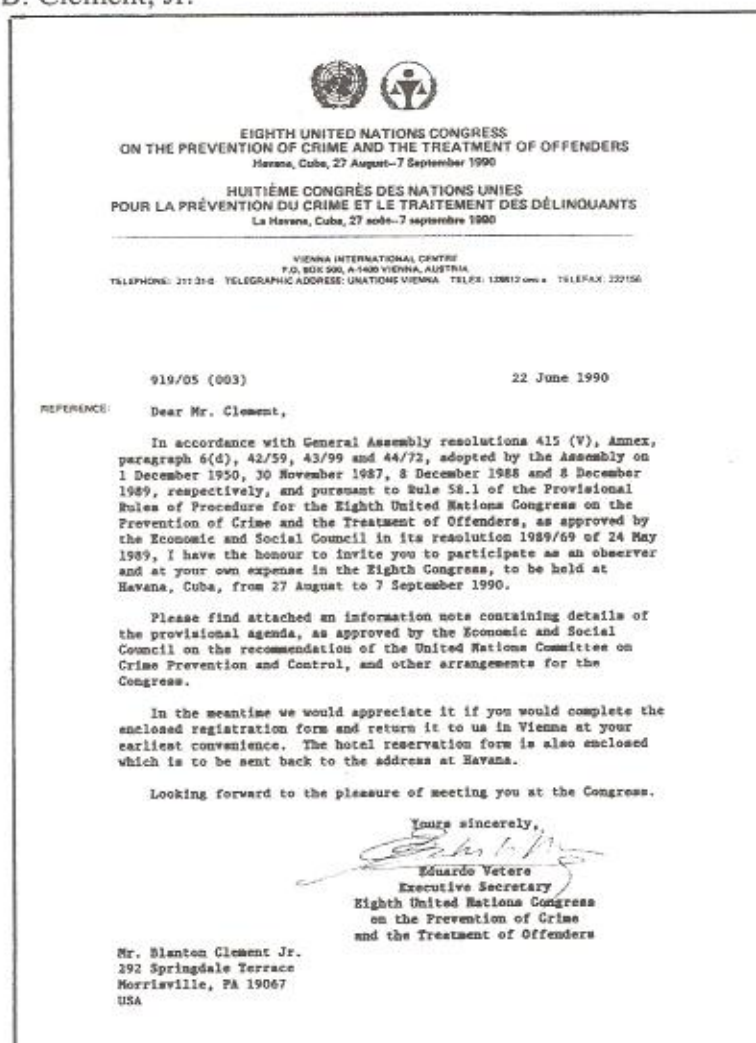 B. Clement, Jr.
EIGHTH UNITED NATIONS CONGRESS
ON THE PREVENTION OF CRIME AND THE TREATMENT OF OFFENDERS
Havana, Cuba, 27 August–7 September 1990
HUITIÈME CONGRÈS DES NATIONS UNIES
POUR LA PRÉVENTION DU CRIME ET LE TRAITEMENT DES DÉLINQUANTS
La Havane, Cuba, 27 août–7 septembre 1990
VIENNA INTERNATIONAL CENTRE
P.O. BOX 500, A-1400 VIENNA, AUSTRIA
TELEPHONE: 211 31-0 TELEGRAPHIC ADDRESS: UNATIONS VIENNA TELEX: 135612 TELEFAX: 232156
919/05 (003) 22 June 1990
REFERENCE: Dear Mr. Clement,
In accordance with General Assembly resolutions 415 (V), Annex,
paragraph 6(d), 42/59, 43/99 and 44/72, adopted by the Assembly on
1 December 1950, 30 November 1987, 8 December 1988 and 8 December
1989, respectively, and pursuant to Rule 58.1 of the Provisional
Rules of Procedure for the Eighth United Nations Congress on the
Prevention of Crime and the Treatment of Offenders, as approved by
the Economic and Social Council in its resolution 1989/69 of 24 May
1989, I have the honour to invite you to participate as an observer
and at your own expense in the Eighth Congress, to be held at
Havana, Cuba, from 27 August to 7 September 1990.
Please find attached an information note containing details of
the provisional agenda, as approved by the Economic and Social
Council on the recommendation of the United Nations Committee on
Crime Prevention and Control, and other arrangements for the
Congress.
In the meantime we would appreciate it if you would complete the
enclosed registration form and return it to us in Vienna at your
earliest convenience. The hotel reservation form is also enclosed
which is to be sent back to the address at Havana.
Looking forward to the pleasure of meeting you at the Congress.
Yours sincerely,
Eduardo Vetere
Executive Secretary
Eighth United Nations Congress
on the Prevention of Crime
and the Treatment of Offenders
Mr. Blanton Clement Jr.
292 Springdale Terrace
Morrisville, PA 19067
USA